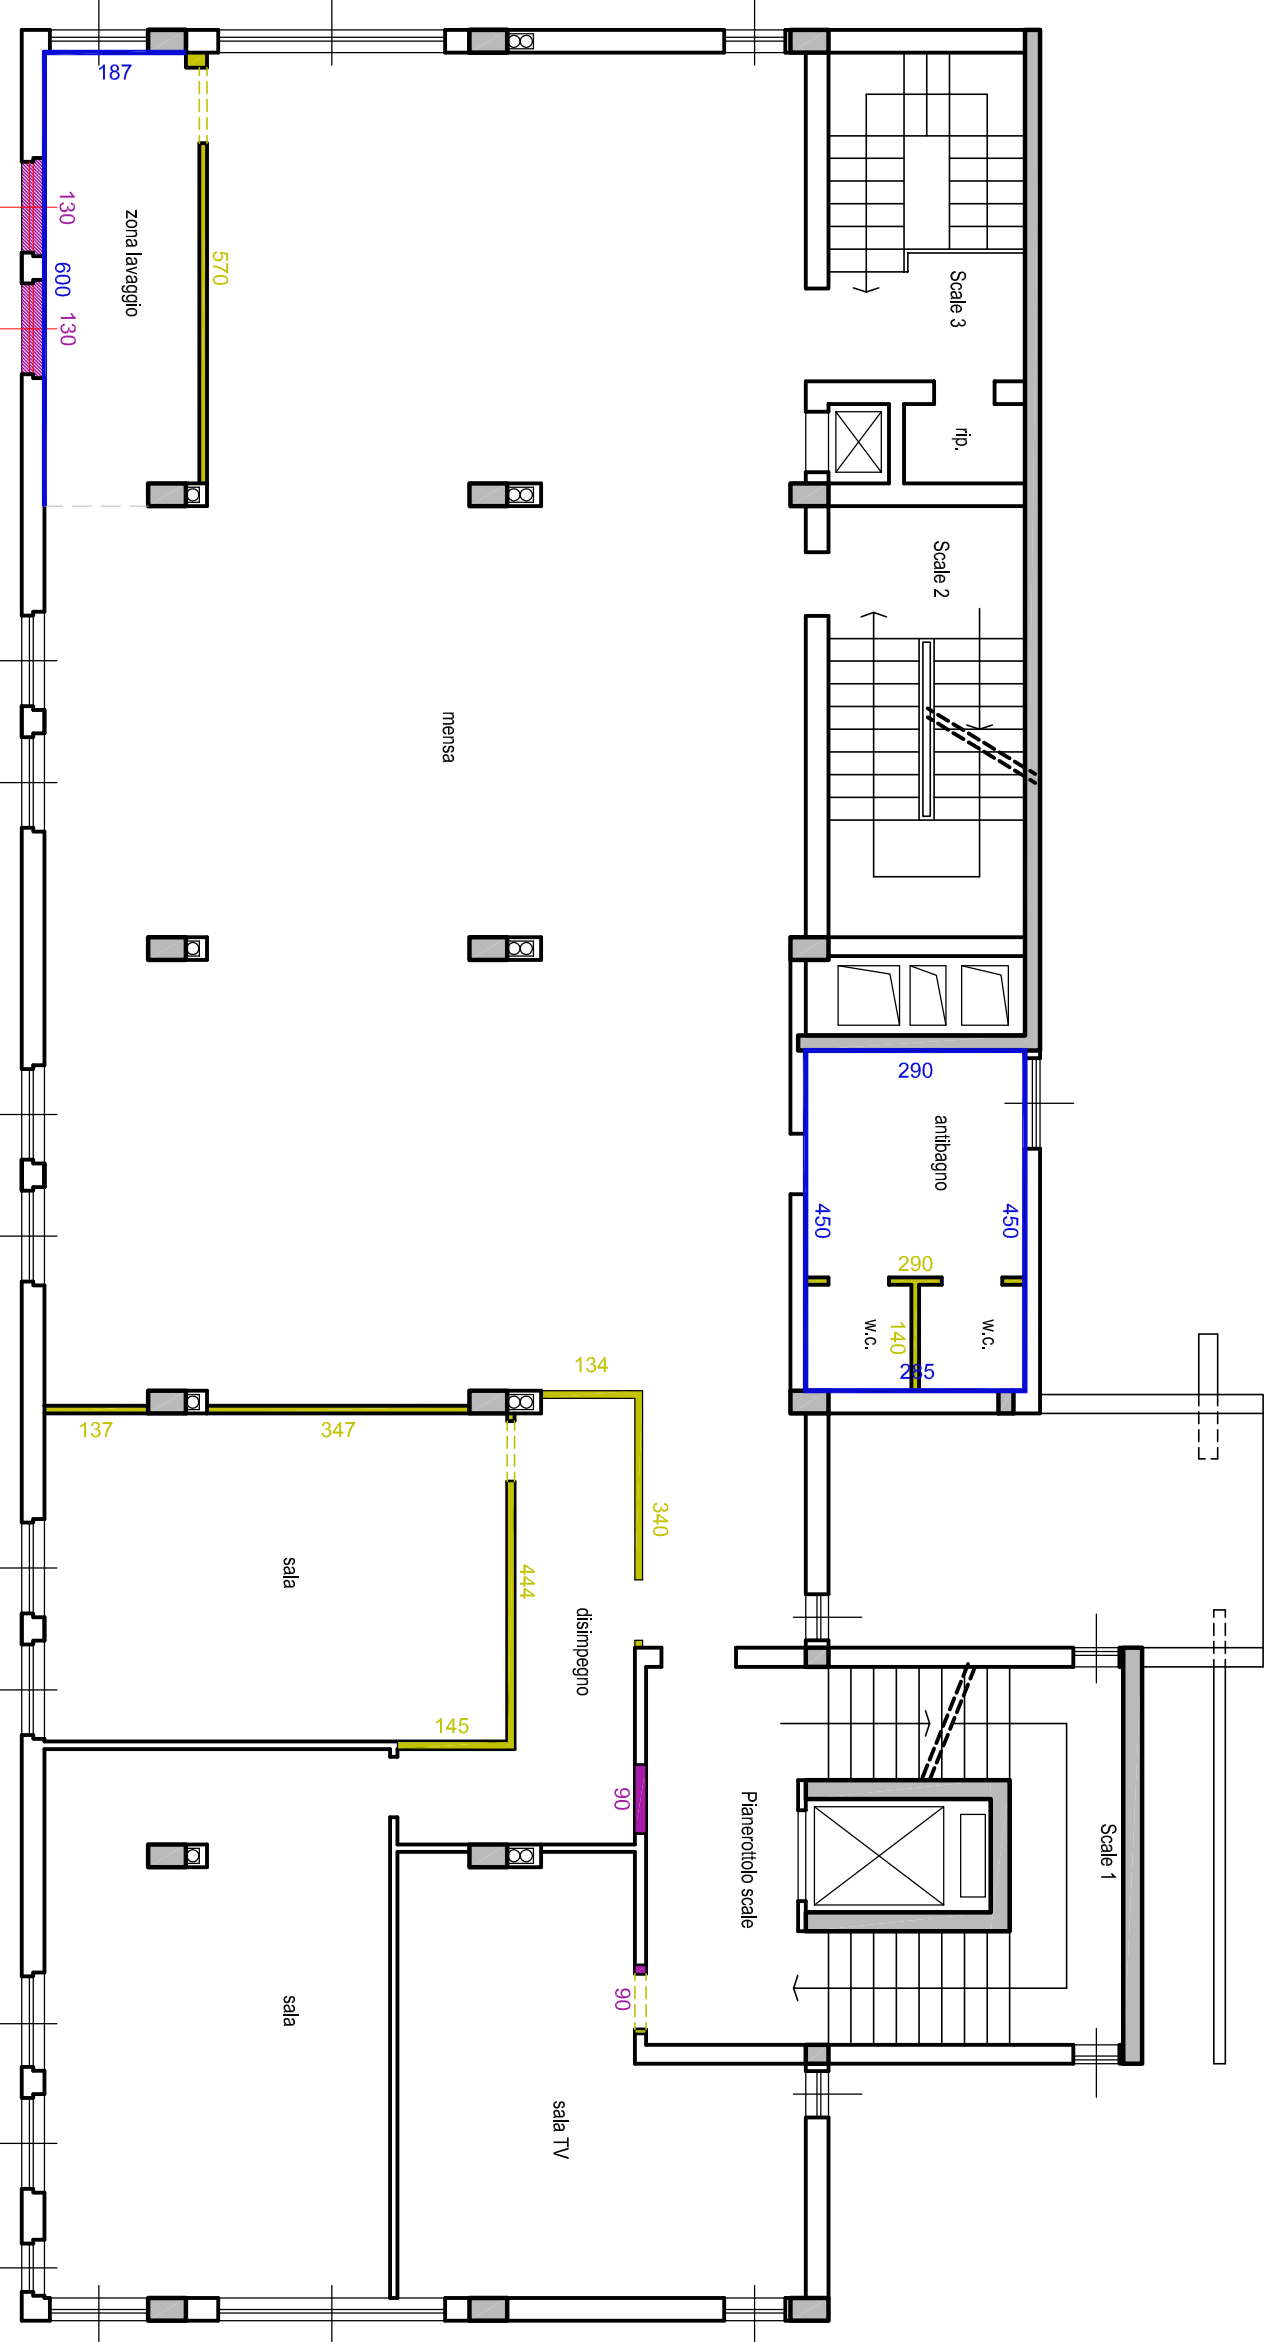 187
130
600
130
zona lavaggio
570
Scale 3
rip.
Scale 2
mensa
290
antibagno
450
450
290
w.c.
140
w.c.
285
134
137
347
340
444
sala
disimpegno
145
90
Pianerottolo scale
Scale 1
90
sala
sala TV